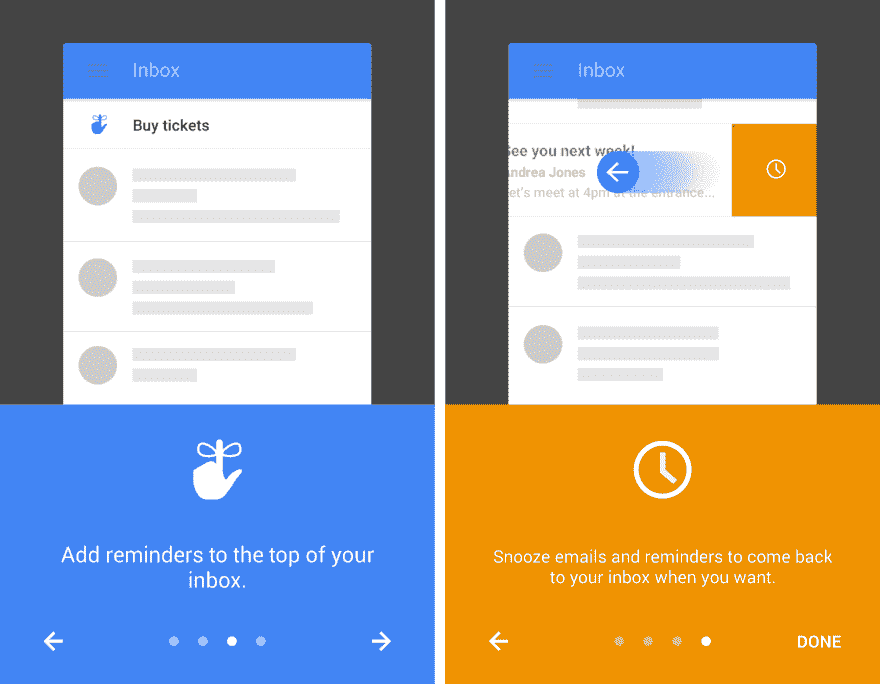 Inbox
Buy tickets
Add reminders to the top of your
inbox.
Inbox
See you next week!
Andrea Jones
Let's meet at 4pm at the entrance...
Snooze emails and reminders to come back
to your inbox when you want.
DONE